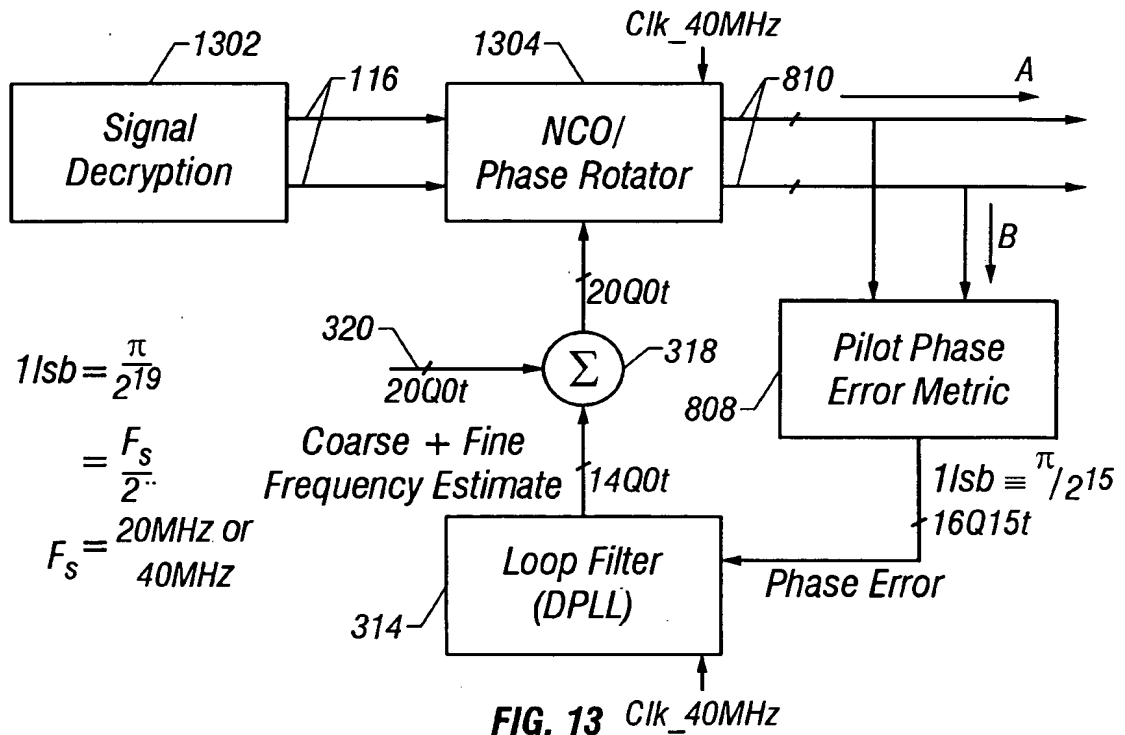 1302
Signal
Decryption
116
1304
NCO/
Phase Rotator
Clk_40MHz
810
A
B
20Q0t
320
20Q0t
Σ
318
Coarse + Fine
Frequency Estimate
14Q0t
Pilot Phase
Error Metric
808
1lsb ≡ π/2^15
16Q15t
Phase Error
Loop Filter
(DPLL)
314
Clk_40MHz
1lsb = π/2^19
= F_s/2
F_s = 20MHz or
40MHz
FIG. 13